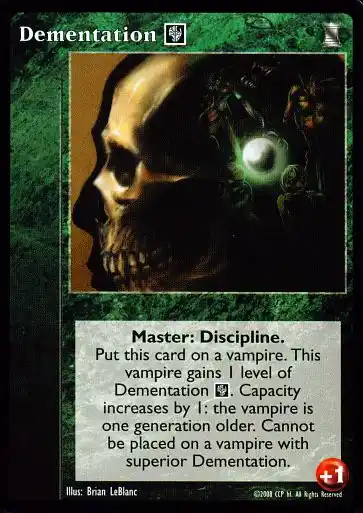 Dementation
Master: Discipline.
Put this card on a vampire. This
vampire gains 1 level of
Dementation . Capacity
increases by 1: the vampire is
one generation older. Cannot
be placed on a vampire with
superior Dementation.
+1
Illus: Brian LeBlanc
©2008 CCP hf. All Rights Reserved